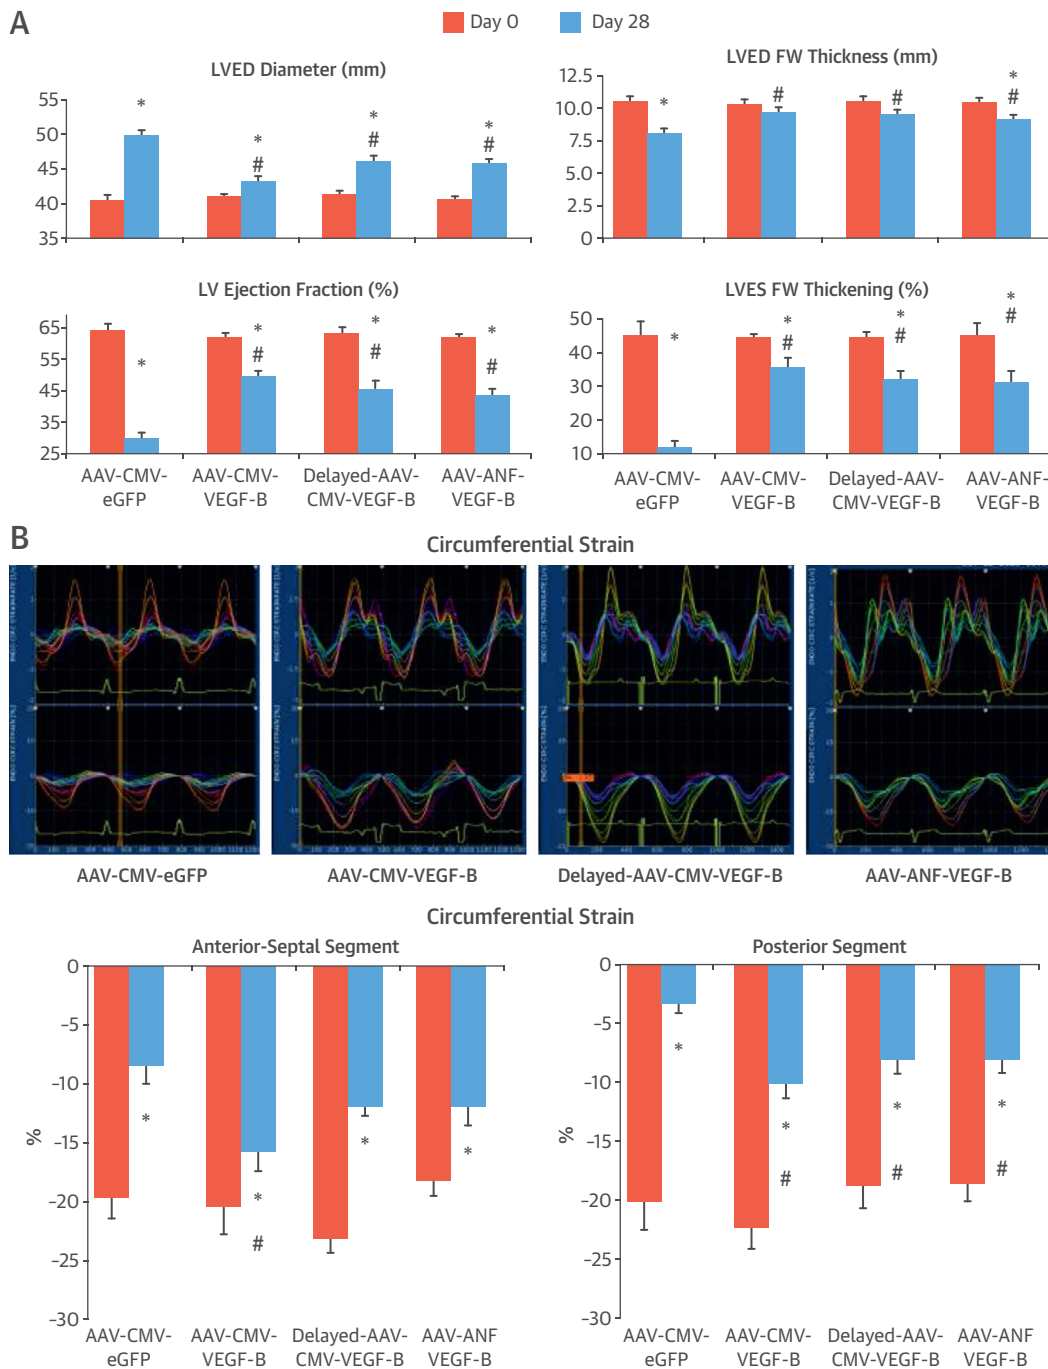 A
Day 0 Day 28
LVED Diameter (mm)
55
50
45
40
35
* * # * # * #
LVED FW Thickness (mm)
12.5
10.0
7.5
5.0
2.5
0
* # # * #
LV Ejection Fraction (%)
65
55
45
35
25
* * # * # * #
AAV-CMV-eGFP
AAV-CMV-VEGF-B
Delayed-AAV-CMV-VEGF-B
AAV-ANF-VEGF-B
LVES FW Thickening (%)
50
40
30
20
10
* * # * # * #
AAV-CMV-eGFP
AAV-CMV-VEGF-B
Delayed-AAV-CMV-VEGF-B
AAV-ANF-VEGF-B
B
Circumferential Strain
AAV-CMV-eGFP
AAV-CMV-VEGF-B
Delayed-AAV-CMV-VEGF-B
AAV-ANF-VEGF-B
Circumferential Strain
Anterior-Septal Segment
0
−5
−10
−15
−20
−25
−30
%
* * # * *
AAV-CMV-eGFP
AAV-CMV-VEGF-B
Delayed-AAV-CMV-VEGF-B
AAV-ANF VEGF-B
Posterior Segment
0
−5
−10
−15
−20
−25
−30
%
* * # * # * #
AAV-CMV-eGFP
AAV-CMV-VEGF-B
Delayed-AAV-CMV-VEGF-B
AAV-ANF VEGF-B